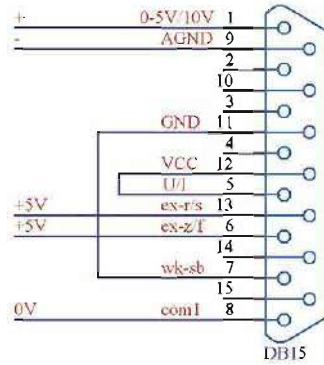 + 0-5V/10V 1
- AGND 9
2
10
3
GND 11
4
VCC 12
U/I 5
+5V ex-r/s 13
+5V ex-z/f 6
14
wk-sb 7
15
0V com1 8
DB15